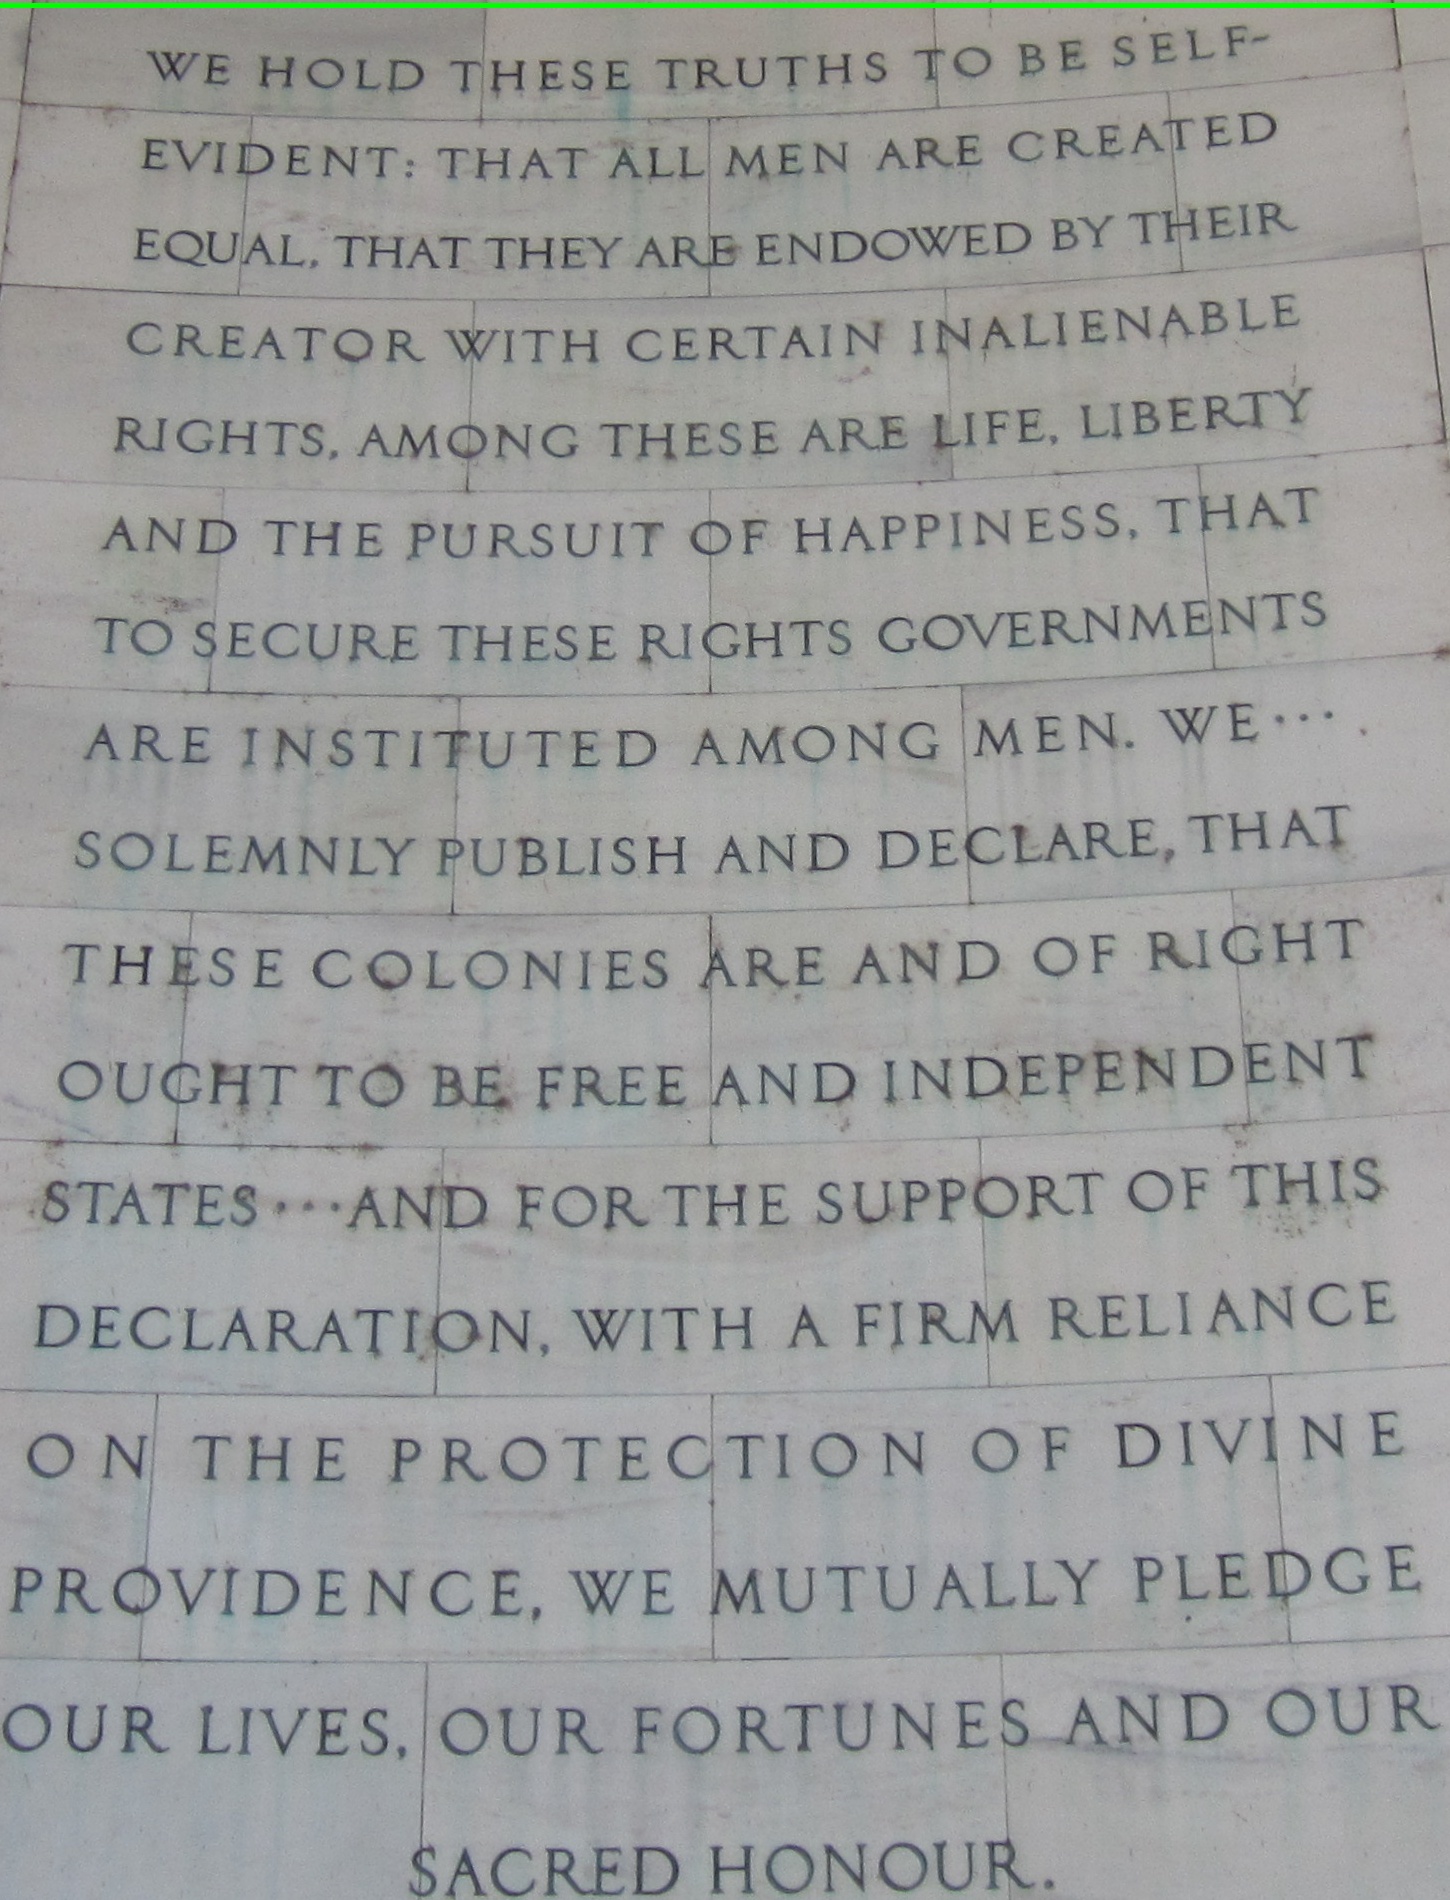 WE HOLD THESE TRUTHS TO BE SELF-
EVIDENT: THAT ALL MEN ARE CREATED
EQUAL, THAT THEY ARE ENDOWED BY THEIR
CREATOR WITH CERTAIN INALIENABLE
RIGHTS, AMONG THESE ARE LIFE, LIBERTY
AND THE PURSUIT OF HAPPINESS, THAT
TO SECURE THESE RIGHTS GOVERNMENTS
ARE INSTITUTED AMONG MEN. WE···
SOLEMNLY PUBLISH AND DECLARE, THAT
THESE COLONIES ARE AND OF RIGHT
OUGHT TO BE FREE AND INDEPENDENT
STATES···AND FOR THE SUPPORT OF THIS
DECLARATION, WITH A FIRM RELIANCE
ON THE PROTECTION OF DIVINE
PROVIDENCE, WE MUTUALLY PLEDGE
OUR LIVES, OUR FORTUNES AND OUR
SACRED HONOUR.